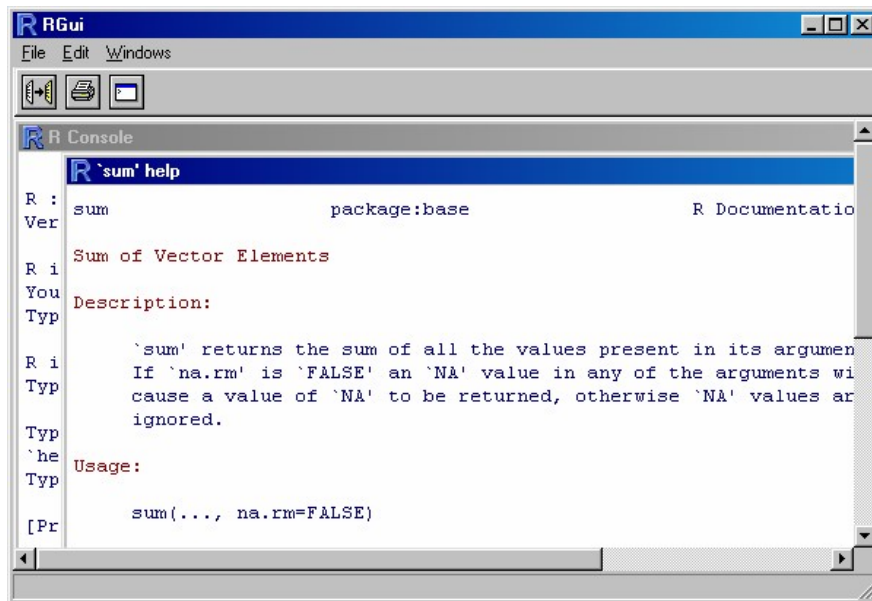 RGui
File Edit Windows
R Console
R :
Ver
R i
You
Typ
R i
Typ
Typ
`he
Typ
[Pr
`sum' help
sum package:base R Documentatio
Sum of Vector Elements
Description:
`sum' returns the sum of all the values present in its argumen
If `na.rm' is `FALSE' an `NA' value in any of the arguments wi
cause a value of `NA' to be returned, otherwise `NA' values ar
ignored.
Usage:
sum(..., na.rm=FALSE)